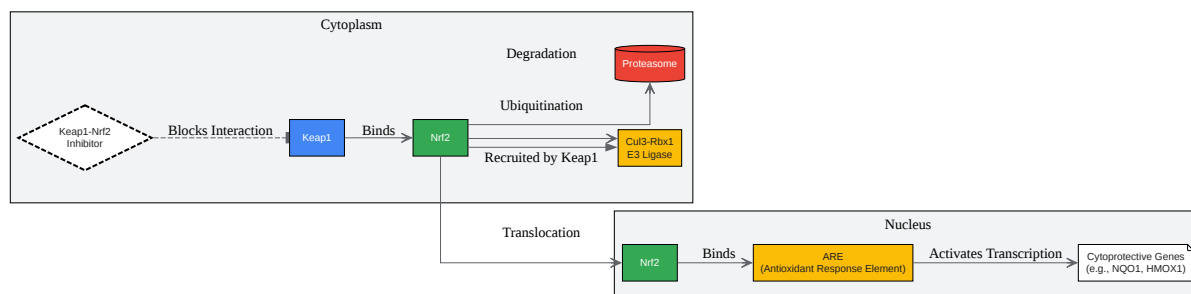 Cytoplasm
Degradation
Proteasome
Ubiquitination
Keap1-Nrf2
Inhibitor
Blocks Interaction
Keap1
Binds
Nrf2
Cul3-Rbx1
E3 Ligase
Recruited by Keap1
Translocation
Nucleus
Nrf2
Binds
ARE
(Antioxidant Response Element)
Activates Transcription
Cytoprotective Genes
(e.g., NQO1, HMOX1)